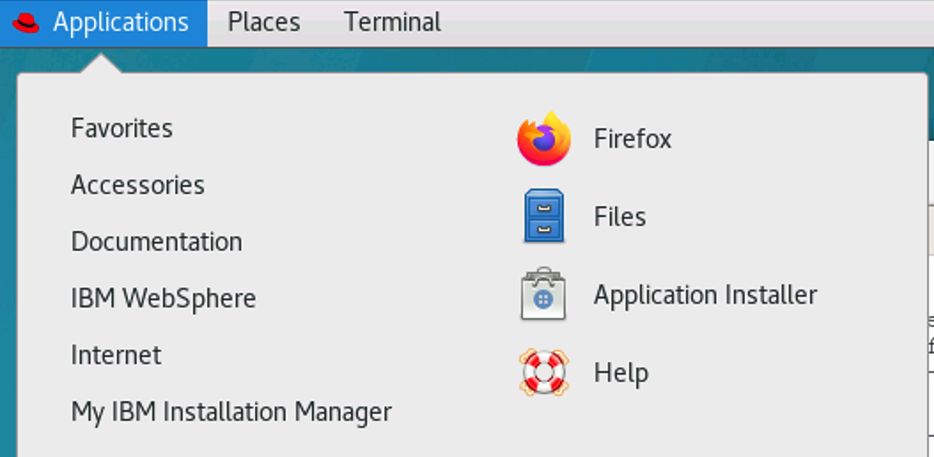 Applications Places Terminal
Favorites
Accessories
Documentation
IBM WebSphere
Internet
My IBM Installation Manager
Firefox
Files
Application Installer
Help